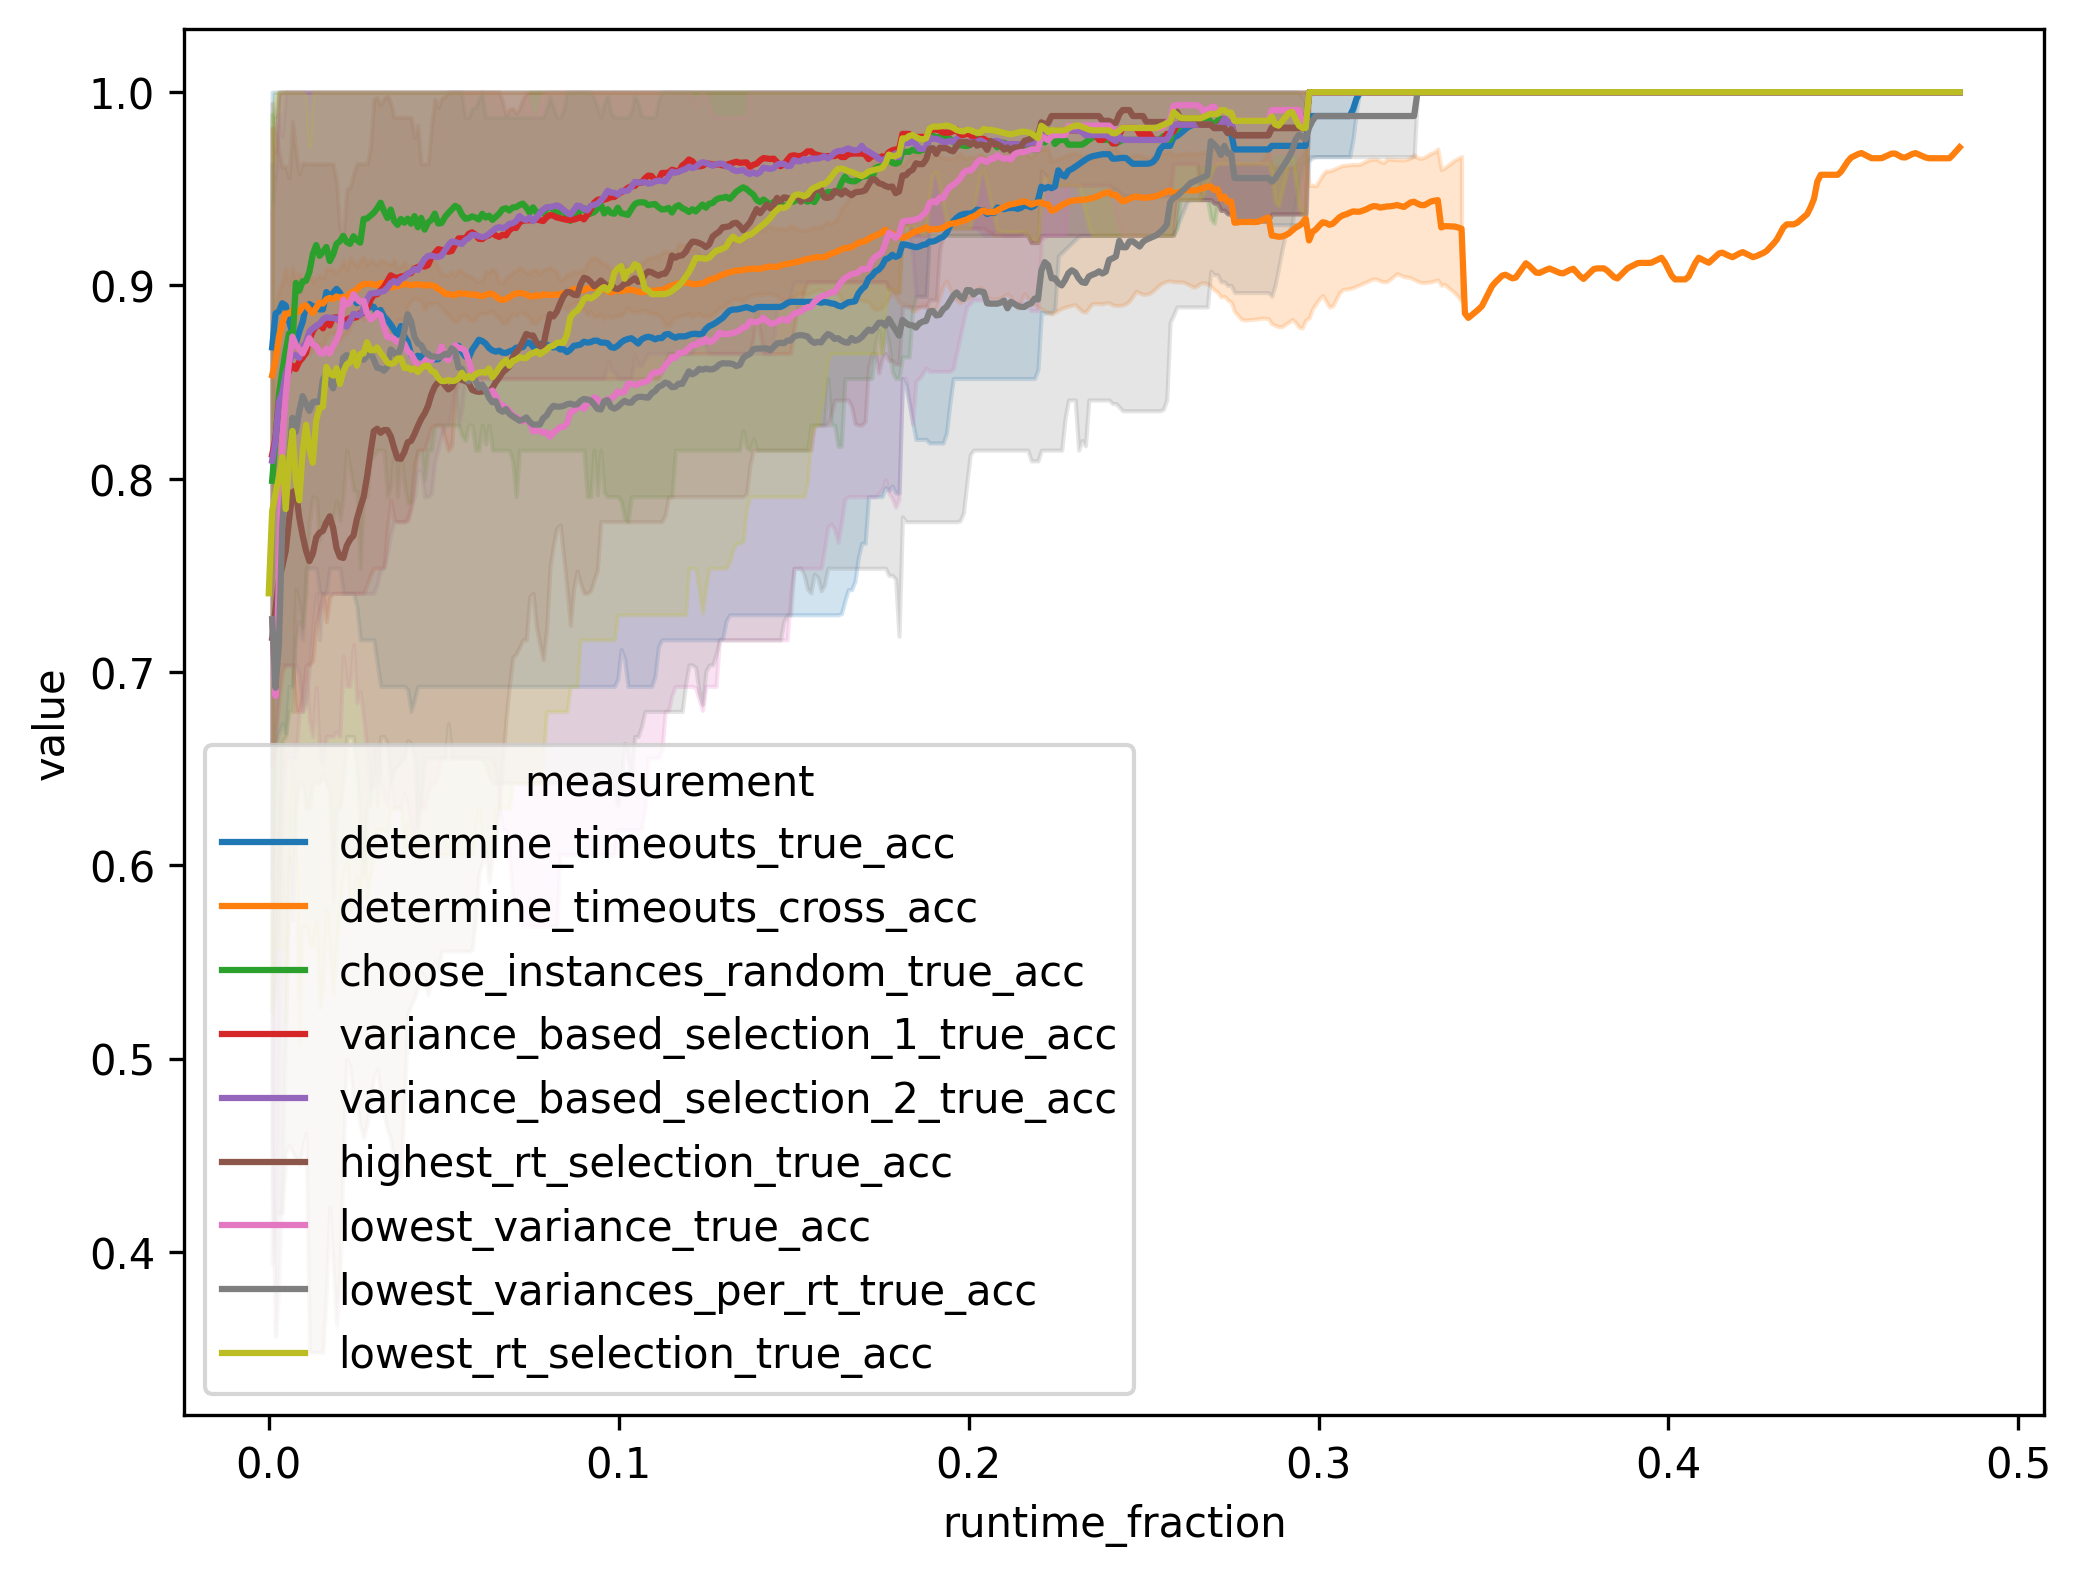 1.0
0.9
0.8
0.7
0.6
0.5
0.4
value
measurement
determine_timeouts_true_acc
determine_timeouts_cross_acc
choose_instances_random_true_acc
variance_based_selection_1_true_acc
variance_based_selection_2_true_acc
highest_rt_selection_true_acc
lowest_variance_true_acc
lowest_variances_per_rt_true_acc
lowest_rt_selection_true_acc
0.0 0.1 0.2 0.3 0.4 0.5
runtime_fraction